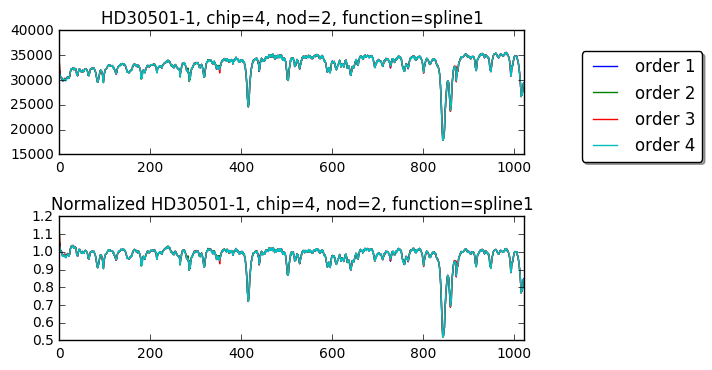 HD30501-1, chip=4, nod=2, function=spline1
40000
35000
30000
25000
20000
15000
0 200 400 600 800 1000
order 1
order 2
order 3
order 4
Normalized HD30501-1, chip=4, nod=2, function=spline1
1.2
1.1
1.0
0.9
0.8
0.7
0.6
0.5
0 200 400 600 800 1000